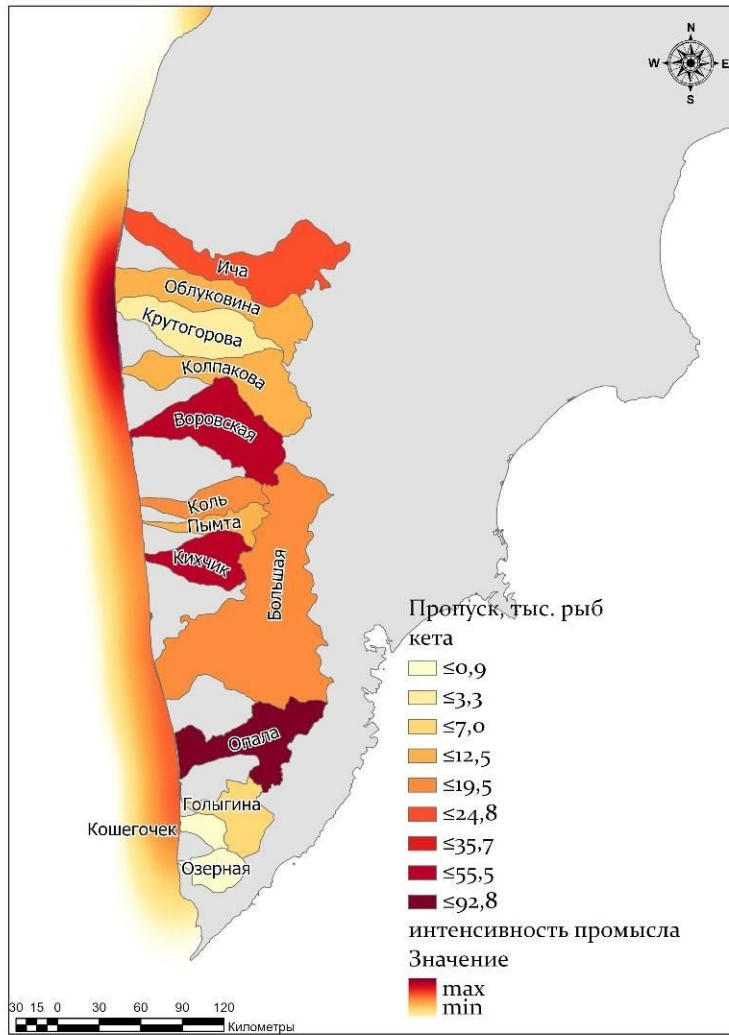 N
W E
S
Ича
Облуковина
Крутогорова
Колпакова
Воровская
Коль
Пымта
Кихчик
Большая
Опала
Голыгина
Кошегочек
Озерная
Пропуск, тыс. рыб
кета
≤0,9
≤3,3
≤7,0
≤12,5
≤19,5
≤24,8
≤35,7
≤55,5
≤92,8
интенсивность промысла
Значение
max
min
30 15 0 30 60 90 120
Километры